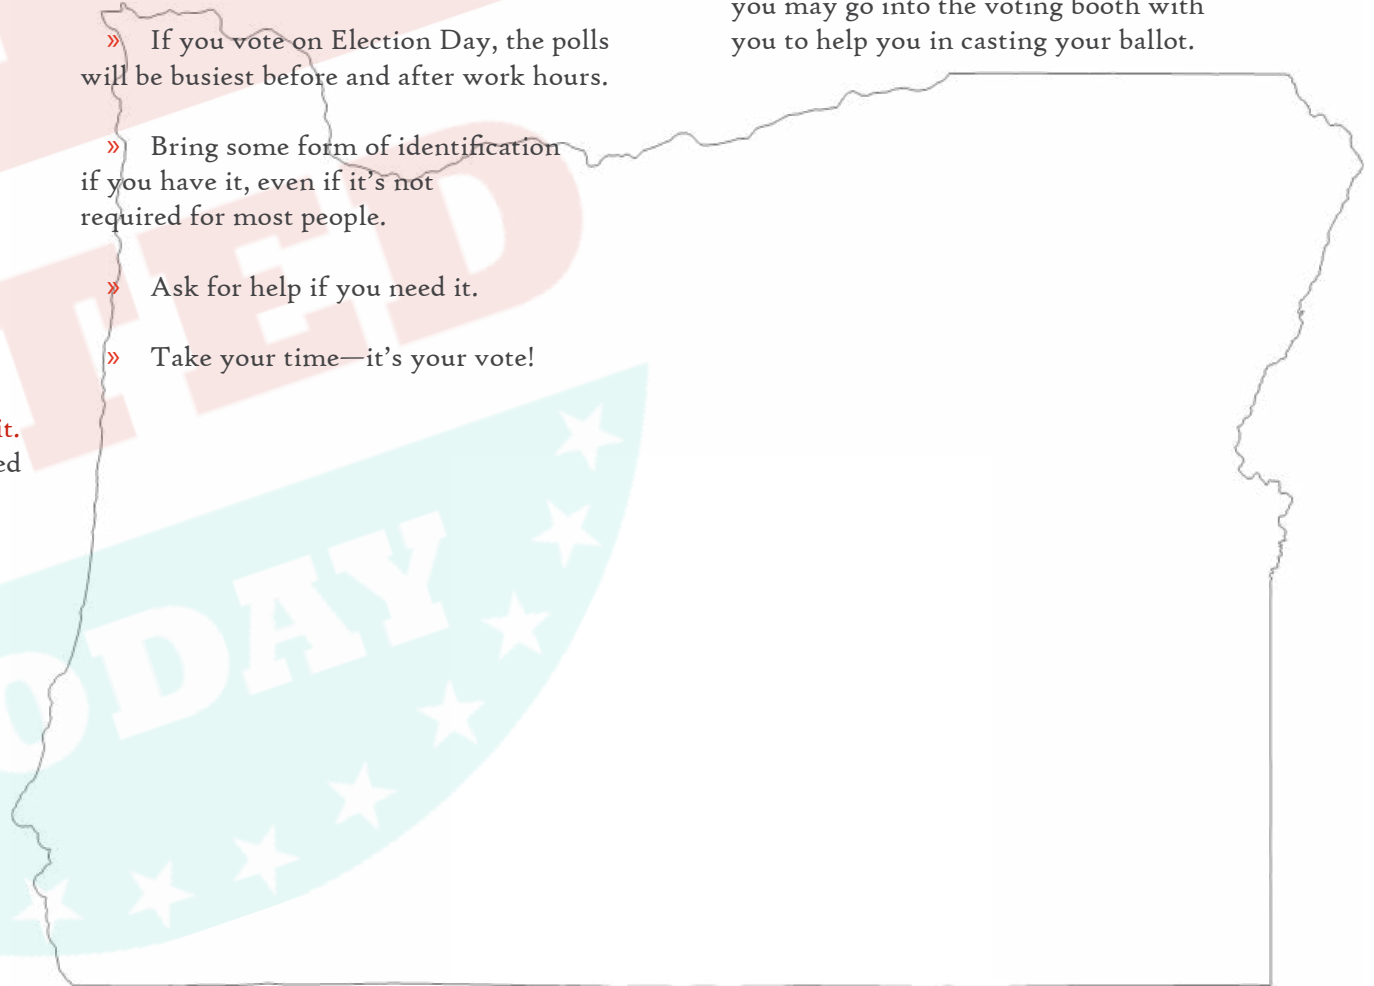 » If you vote on Election Day, the polls
will be busiest before and after work hours.
» Bring some form of identification
if you have it, even if it’s not
required for most people.
» Ask for help if you need it.
» Take your time—it’s your vote!
it.
ed
you may go into the voting booth with
you to help you in casting your ballot.
TED
ODAY